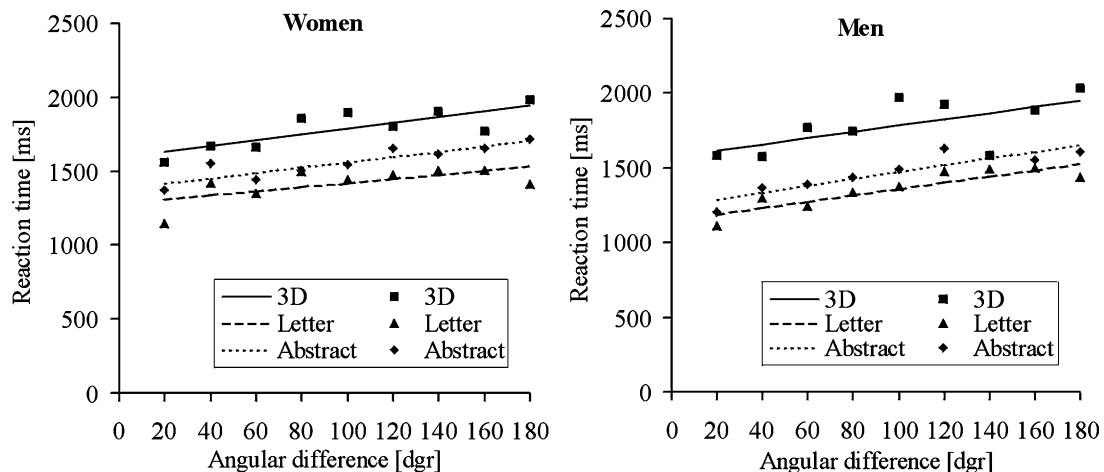 Women
2500
2000
1500
1000
500
0
Reaction time [ms]
3D 3D
Letter Letter
Abstract Abstract
0 20 40 60 80 100 120 140 160 180
Angular difference [dgr]
Men
2500
2000
1500
1000
500
0
Reaction time [ms]
3D 3D
Letter Letter
Abstract Abstract
0 20 40 60 80 100 120 140 160 180
Angular difference [dgr]